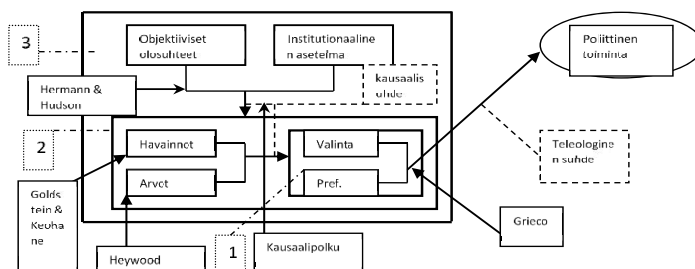 3
Objektiiviset
olosuhteet
Institutionaaline
n asetelma
Poliittinen
toiminta
Hermann &
Hudson
kausaalis
uhde
2
Havainnot
Valinta
Arvot
Pref.
Teleologine
n suhde
Golds
tein &
Keoha
ne
Heywood
1
Kausaalipolku
Grieco